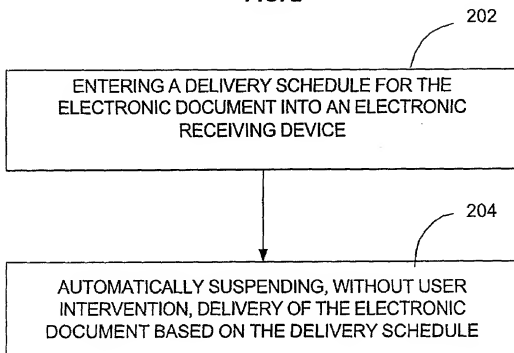 202
ENTERING A DELIVERY SCHEDULE FOR THE
ELECTRONIC DOCUMENT INTO AN ELECTRONIC
RECEIVING DEVICE
204
AUTOMATICALLY SUSPENDING, WITHOUT USER
INTERVENTION, DELIVERY OF THE ELECTRONIC
DOCUMENT BASED ON THE DELIVERY SCHEDULE